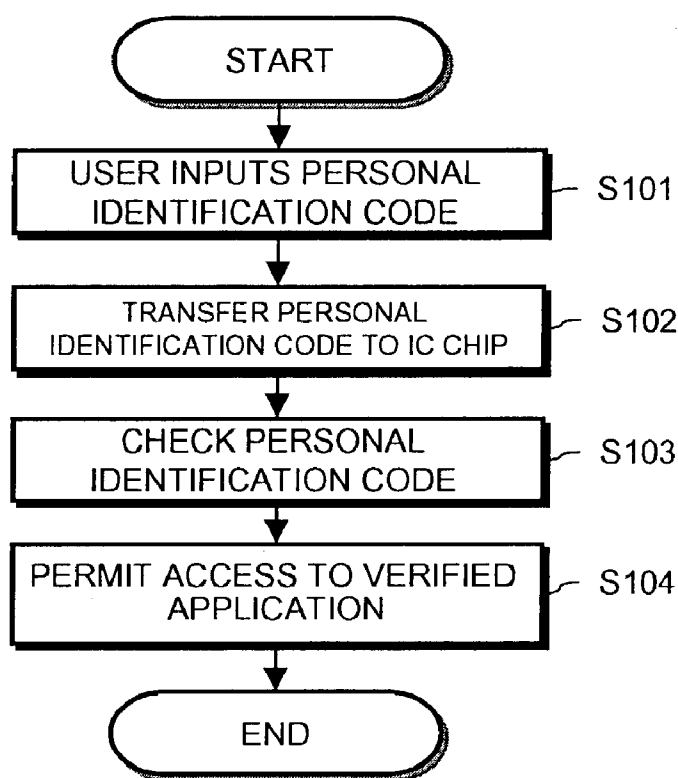 START
USER INPUTS PERSONAL
IDENTIFICATION CODE
S101
TRANSFER PERSONAL
IDENTIFICATION CODE TO IC CHIP
S102
CHECK PERSONAL
IDENTIFICATION CODE
S103
PERMIT ACCESS TO VERIFIED
APPLICATION
S104
END